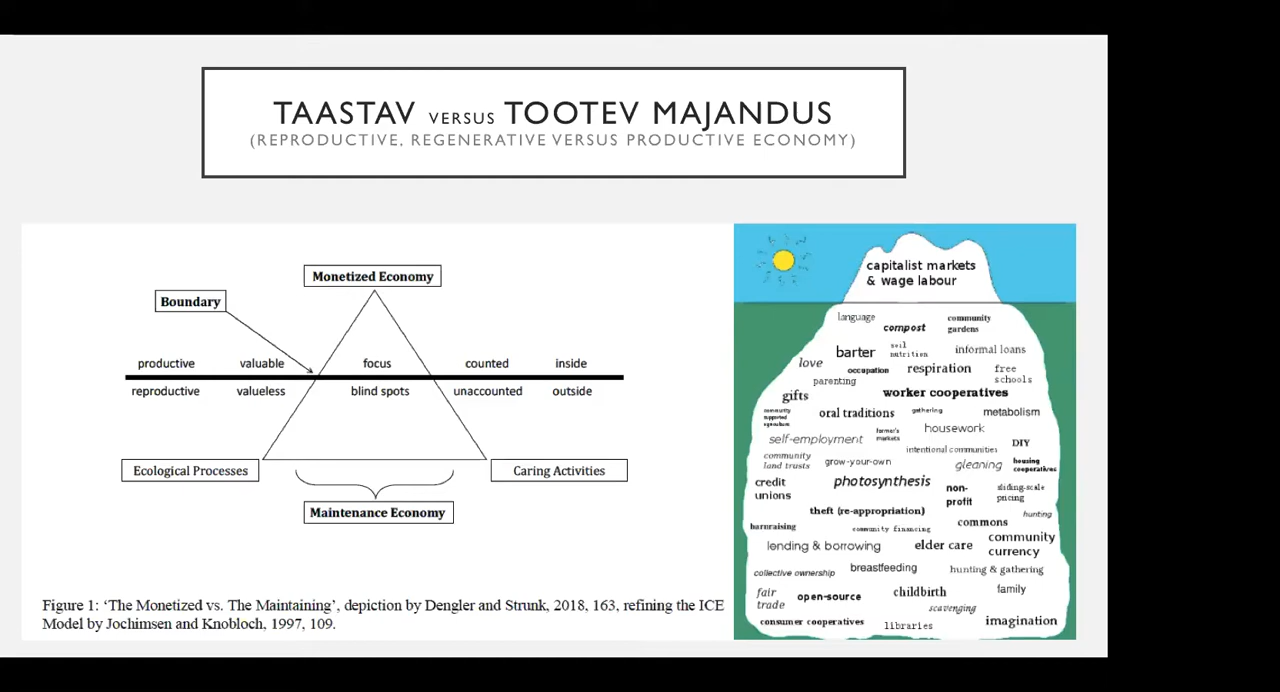 TAASTAV VERSUS TOOTEV MAJANDUS
(REPRODUCTIVE, REGENERATIVE VERSUS PRODUCTIVE ECONOMY)
Monetized Economy
Boundary
productive valuable focus counted inside
reproductive valueless blind spots unaccounted outside
Ecological Processes
Caring Activities
Maintenance Economy
Figure 1: ‘The Monetized vs. The Maintaining’, depiction by Dengler and Strunk, 2018, 163, refining the ICE
Model by Jochimsen and Knobloch, 1997, 109.
capitalist markets
& wage labour
language
compost
community
gardens
barter
soil
nutrition
informal loans
love
occupation
respiration
free
schools
parenting
gifts
worker cooperatives
community
supported
agriculture
oral traditions
gathering
metabolism
self-employment
farmer's
markets
housework
intentional communities
DIY
community
land trusts
grow-your-own
gleaning
housing
cooperatives
credit
unions
photosynthesis
non-
profit
sliding-scale
pricing
theft (re-appropriation)
hunting
barnraising
community financing
commons
lending & borrowing
elder care
community
currency
collective ownership
breastfeeding
hunting & gathering
fair
trade
open-source
childbirth
family
scavenging
consumer cooperatives
libraries
imagination